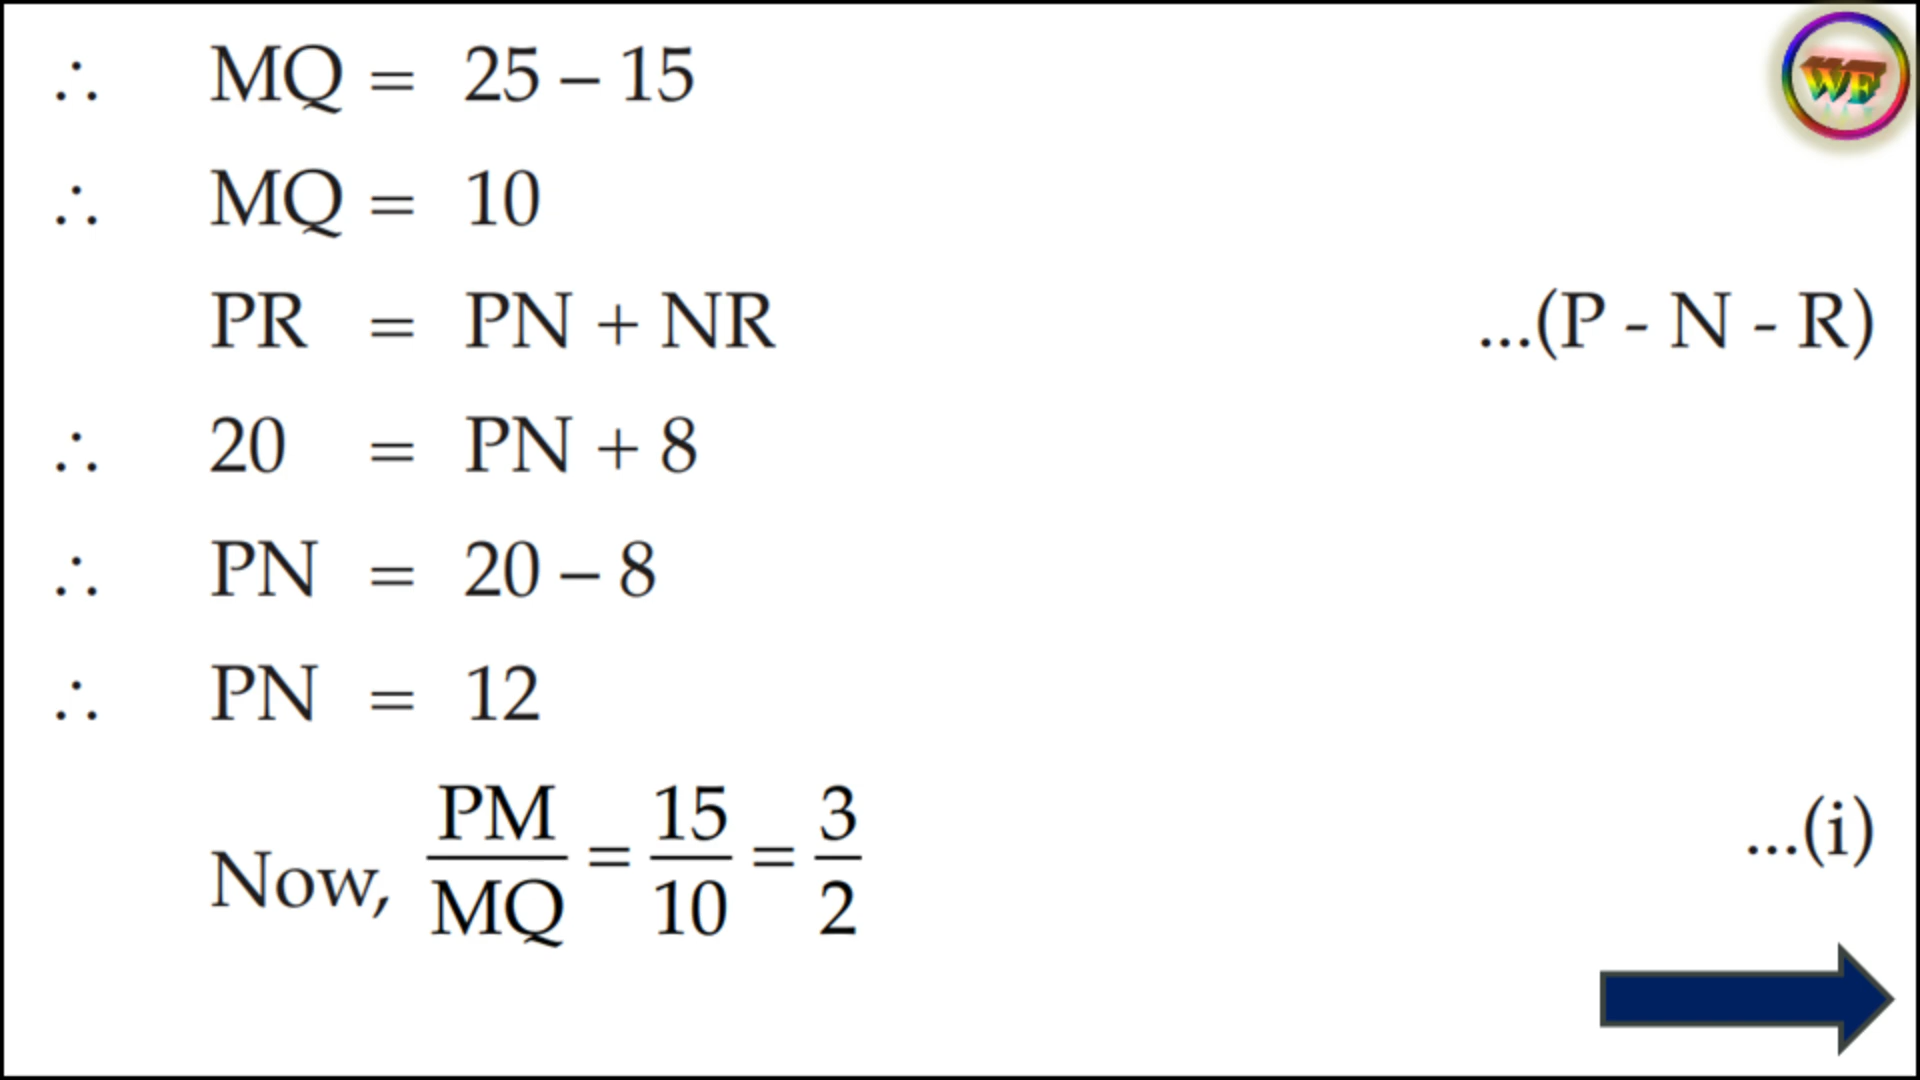 WE
∴ MQ = 25 – 15
∴ MQ = 10
PR = PN + NR ...(P - N - R)
∴ 20 = PN + 8
∴ PN = 20 – 8
∴ PN = 12
Now, PM/MQ = 15/10 = 3/2 ...(i)